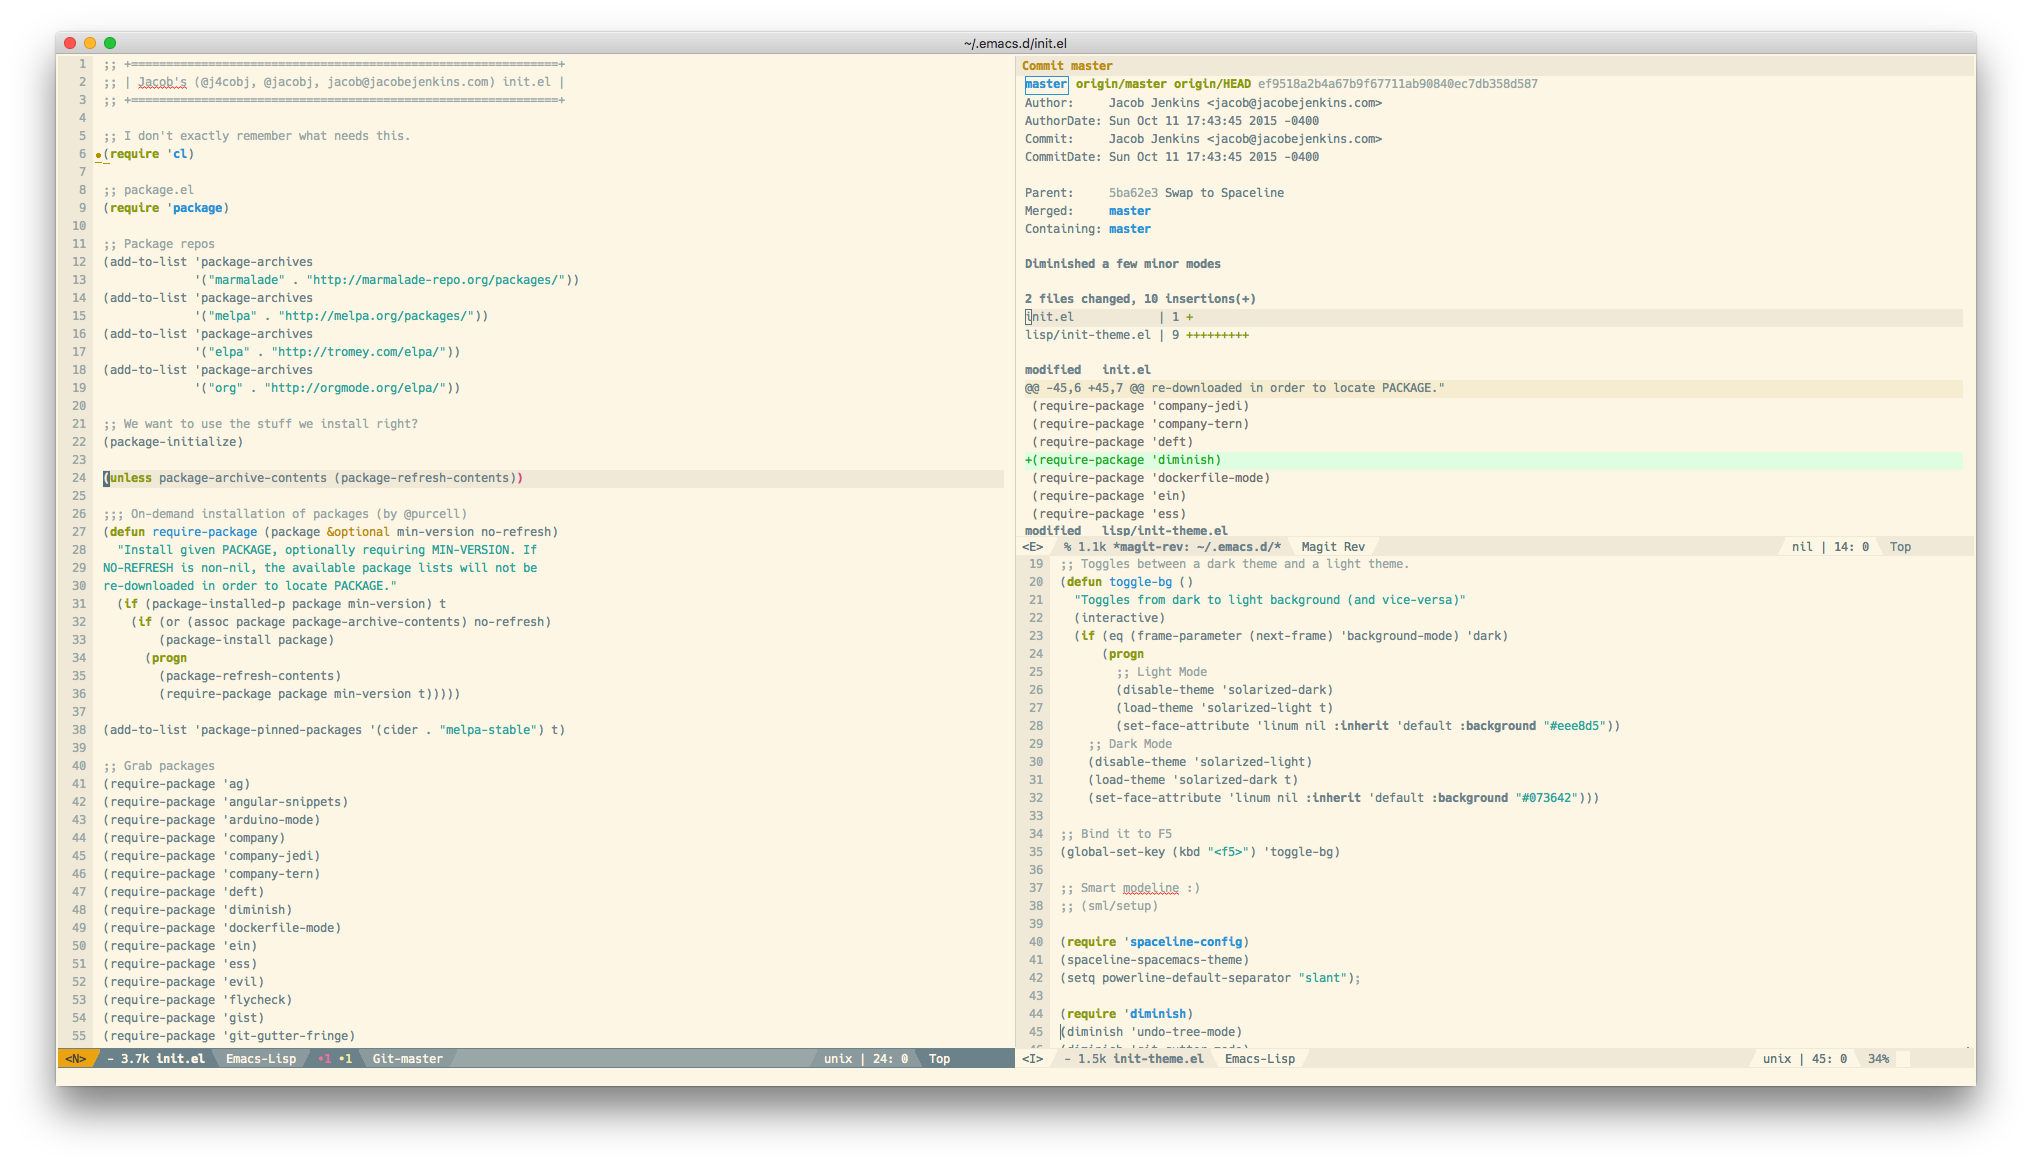 ~/.emacs.d/init.el
1 ;; +=============================================================+
2 ;; | Jacob's (@j4cobj, @jacobj, jacob@jacobejenkins.com) init.el |
3 ;; +=============================================================+
4
5 ;; I don't exactly remember what needs this.
6 (require 'cl)
7
8 ;; package.el
9 (require 'package)
10
11 ;; Package repos
12 (add-to-list 'package-archives
13              '("marmalade" . "http://marmalade-repo.org/packages/"))
14 (add-to-list 'package-archives
15              '("melpa" . "http://melpa.org/packages/"))
16 (add-to-list 'package-archives
17              '("elpa" . "http://tromey.com/elpa/"))
18 (add-to-list 'package-archives
19              '("org" . "http://orgmode.org/elpa/"))
20
21 ;; We want to use the stuff we install right?
22 (package-initialize)
23
24 (unless package-archive-contents (package-refresh-contents))
25
26 ;;; On-demand installation of packages (by @purcell)
27 (defun require-package (package &optional min-version no-refresh)
28   "Install given PACKAGE, optionally requiring MIN-VERSION. If
29 NO-REFRESH is non-nil, the available package lists will not be
30 re-downloaded in order to locate PACKAGE."
31   (if (package-installed-p package min-version) t
32     (if (or (assoc package package-archive-contents) no-refresh)
33         (package-install package)
34       (progn
35         (package-refresh-contents)
36         (require-package package min-version t)))))
37
38 (add-to-list 'package-pinned-packages '(cider . "melpa-stable") t)
39
40 ;; Grab packages
41 (require-package 'ag)
42 (require-package 'angular-snippets)
43 (require-package 'arduino-mode)
44 (require-package 'company)
45 (require-package 'company-jedi)
46 (require-package 'company-tern)
47 (require-package 'deft)
48 (require-package 'diminish)
49 (require-package 'dockerfile-mode)
50 (require-package 'ein)
51 (require-package 'ess)
52 (require-package 'evil)
53 (require-package 'flycheck)
54 (require-package 'gist)
55 (require-package 'git-gutter-fringe)
<N> - 3.7k init.el Emacs-Lisp •1 •1 Git-master unix | 24: 0 Top
Commit master
master origin/master origin/HEAD ef9518a2b4a67b9f67711ab90840ec7db358d587
Author:     Jacob Jenkins <jacob@jacobejenkins.com>
AuthorDate: Sun Oct 11 17:43:45 2015 -0400
Commit:     Jacob Jenkins <jacob@jacobejenkins.com>
CommitDate: Sun Oct 11 17:43:45 2015 -0400
Parent:     5ba62e3 Swap to Spaceline
Merged:     master
Containing: master
Diminished a few minor modes
2 files changed, 10 insertions(+)
init.el            | 1 +
lisp/init-theme.el | 9 +++++++++
modified   init.el
@@ -45,6 +45,7 @@ re-downloaded in order to locate PACKAGE."
 (require-package 'company-jedi)
 (require-package 'company-tern)
 (require-package 'deft)
+(require-package 'diminish)
 (require-package 'dockerfile-mode)
 (require-package 'ein)
 (require-package 'ess)
modified   lisp/init-theme.el
<E> % 1.1k *magit-rev: ~/.emacs.d/* Magit Rev nil | 14: 0 Top
19 ;; Toggles between a dark theme and a light theme.
20 (defun toggle-bg ()
21   "Toggles from dark to light background (and vice-versa)"
22   (interactive)
23   (if (eq (frame-parameter (next-frame) 'background-mode) 'dark)
24       (progn
25         ;; Light Mode
26         (disable-theme 'solarized-dark)
27         (load-theme 'solarized-light t)
28         (set-face-attribute 'linum nil :inherit 'default :background "#eee8d5"))
29     ;; Dark Mode
30     (disable-theme 'solarized-light)
31     (load-theme 'solarized-dark t)
32     (set-face-attribute 'linum nil :inherit 'default :background "#073642")))
33
34 ;; Bind it to F5
35 (global-set-key (kbd "<f5>") 'toggle-bg)
36
37 ;; Smart modeline :)
38 ;; (sml/setup)
39
40 (require 'spaceline-config)
41 (spaceline-spacemacs-theme)
42 (setq powerline-default-separator "slant");
43
44 (require 'diminish)
45 (diminish 'undo-tree-mode)
<I> - 1.5k init-theme.el Emacs-Lisp unix | 45: 0 34%